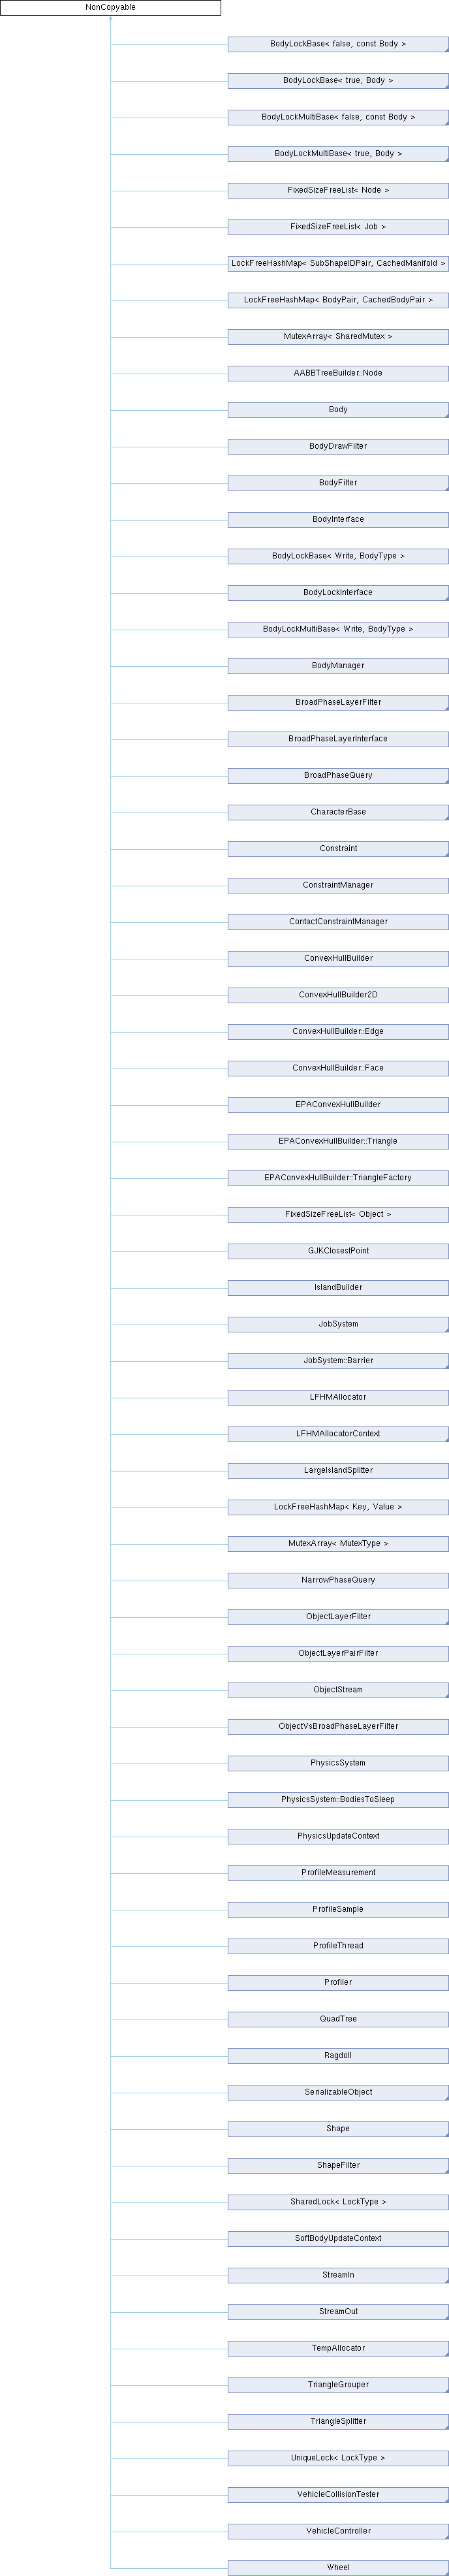 NonCopyable
BodyLockBase< false, const Body >
BodyLockBase< true, Body >
BodyLockMultiBase< false, const Body >
BodyLockMultiBase< true, Body >
FixedSizeFreeList< Node >
FixedSizeFreeList< Job >
LockFreeHashMap< SubShapeIDPair, CachedManifold >
LockFreeHashMap< BodyPair, CachedBodyPair >
MutexArray< SharedMutex >
AABBTreeBuilder::Node
Body
BodyDrawFilter
BodyFilter
BodyInterface
BodyLockBase< Write, BodyType >
BodyLockInterface
BodyLockMultiBase< Write, BodyType >
BodyManager
BroadPhaseLayerFilter
BroadPhaseLayerInterface
BroadPhaseQuery
CharacterBase
Constraint
ConstraintManager
ContactConstraintManager
ConvexHullBuilder
ConvexHullBuilder2D
ConvexHullBuilder::Edge
ConvexHullBuilder::Face
EPAConvexHullBuilder
EPAConvexHullBuilder::Triangle
EPAConvexHullBuilder::TriangleFactory
FixedSizeFreeList< Object >
GJKClosestPoint
IslandBuilder
JobSystem
JobSystem::Barrier
LFHMAllocator
LFHMAllocatorContext
LargeIslandSplitter
LockFreeHashMap< Key, Value >
MutexArray< MutexType >
NarrowPhaseQuery
ObjectLayerFilter
ObjectLayerPairFilter
ObjectStream
ObjectVsBroadPhaseLayerFilter
PhysicsSystem
PhysicsSystem::BodiesToSleep
PhysicsUpdateContext
ProfileMeasurement
ProfileSample
ProfileThread
Profiler
QuadTree
Ragdoll
SerializableObject
Shape
ShapeFilter
SharedLock< LockType >
SoftBodyUpdateContext
StreamIn
StreamOut
TempAllocator
TriangleGrouper
TriangleSplitter
UniqueLock< LockType >
VehicleCollisionTester
VehicleController
Wheel